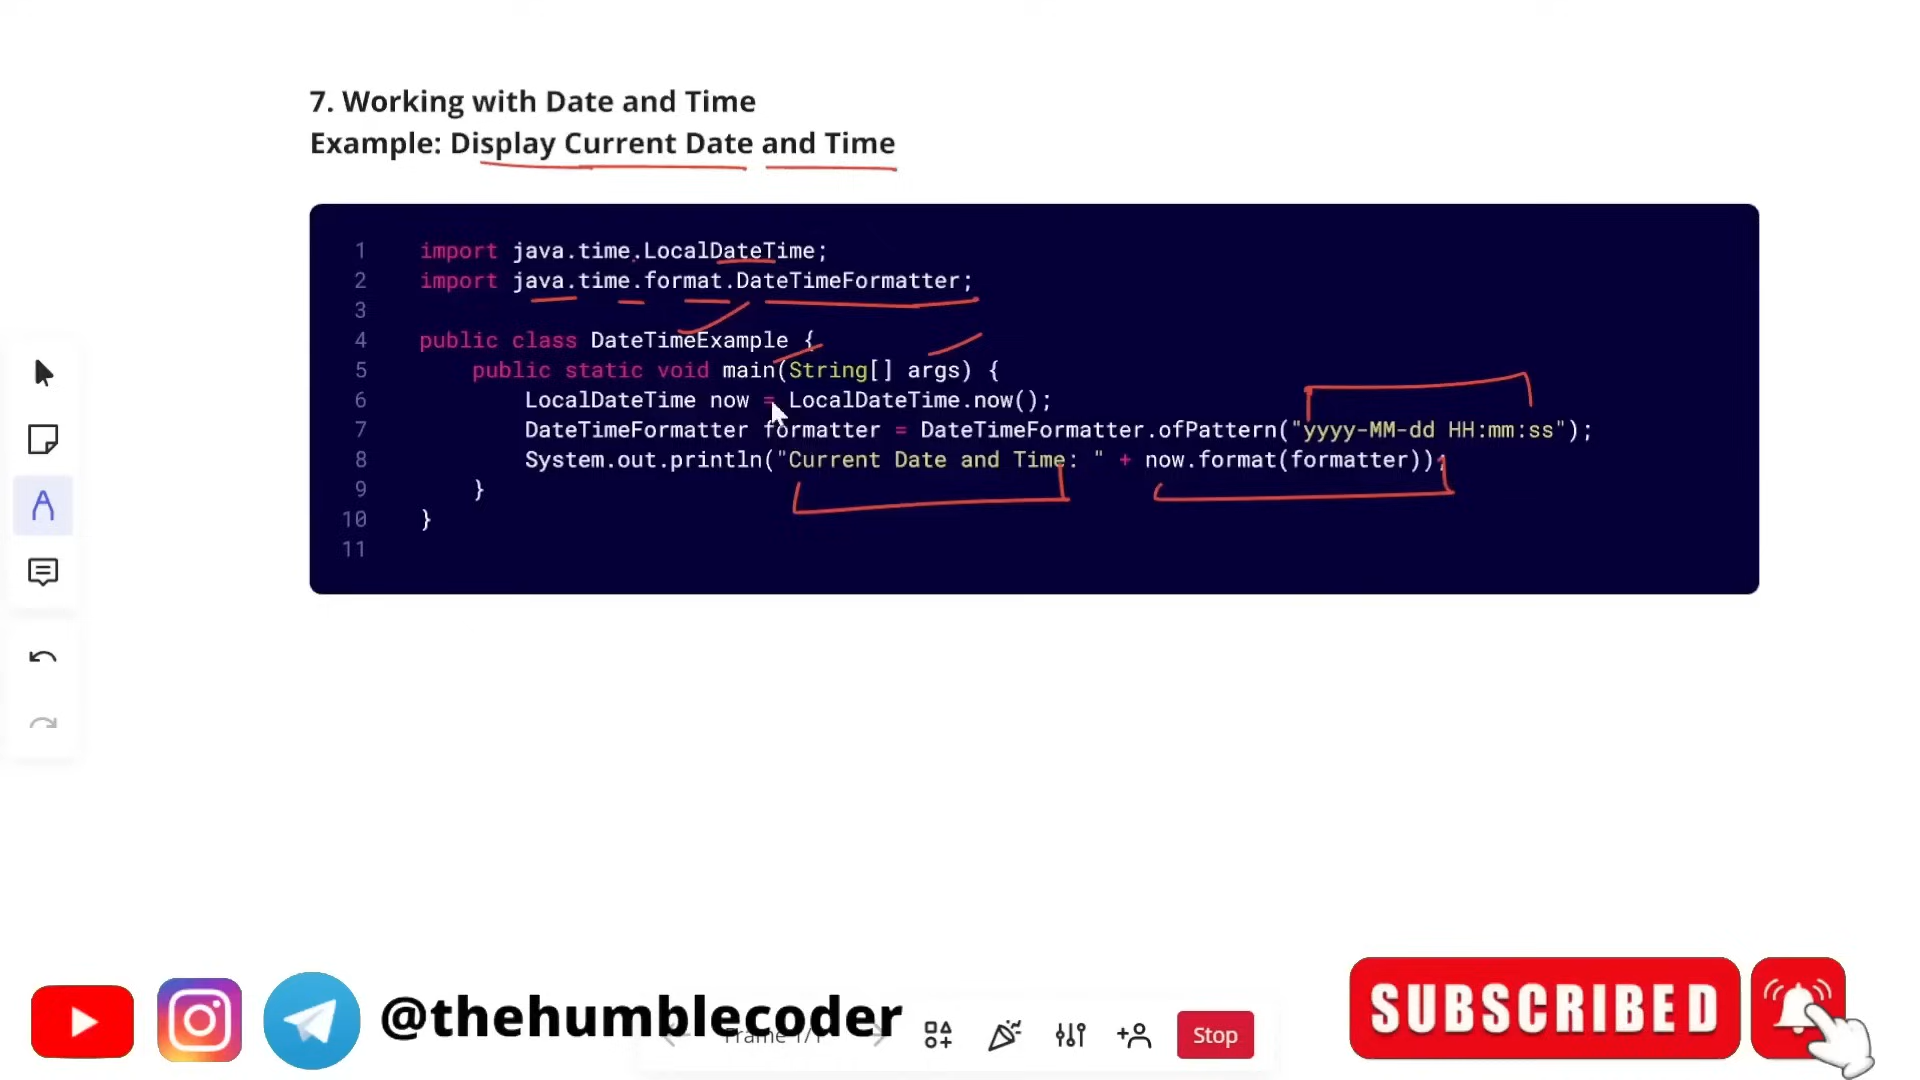 7. Working with Date and Time
Example: Display Current Date and Time
1 import java.time.LocalDateTime;
2 import java.time.format.DateTimeFormatter;
3
4 public class DateTimeExample {
5 public static void main(String[] args) {
6 LocalDateTime now = LocalDateTime.now();
7 DateTimeFormatter formatter = DateTimeFormatter.ofPattern("yyyy-MM-dd HH:mm:ss");
8 System.out.println("Current Date and Time: " + now.format(formatter));
9 }
10 }
11
@thehumblecoder
Frame 1/1
Stop
SUBSCRIBED